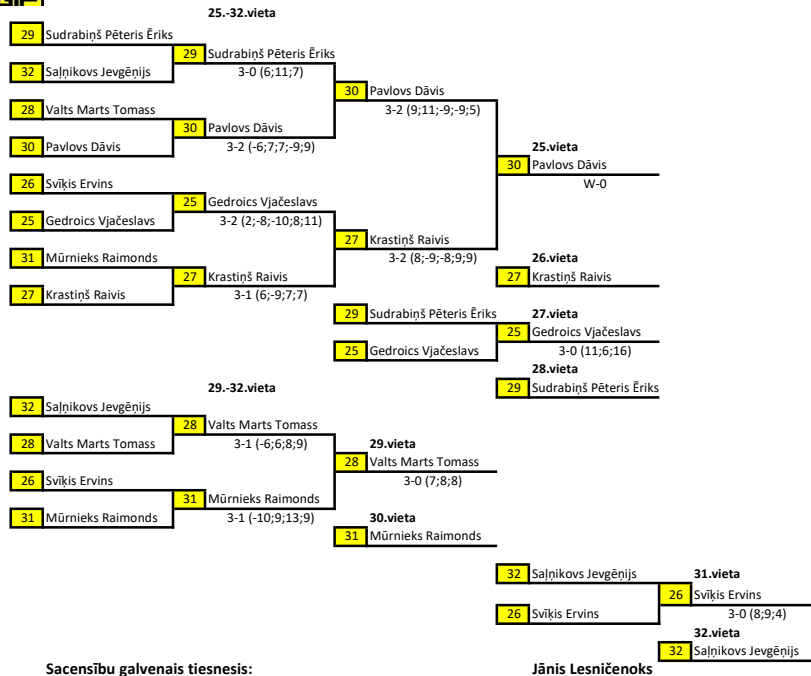 25.-32.vieta
29 Sudrabiņš Pēteris Ēriks
29 Sudrabiņš Pēteris Ēriks
32 Saļņikovs Jevgēņijs
3-0 (6;11;7)
30 Pavlovs Dāvis
28 Valts Marts Tomass
3-2 (9;11;-9;-9;5)
30 Pavlovs Dāvis
30 Pavlovs Dāvis
3-2 (-6;7;7;-9;9)
25.vieta
30 Pavlovs Dāvis
26 Svīķis Ervins
W-0
25 Gedroics Vjačeslavs
25 Gedroics Vjačeslavs
3-2 (2;-8;-10;8;11)
27 Krastiņš Raivis
31 Mūrnieks Raimonds
3-2 (8;-9;-8;9;9)
26.vieta
27 Krastiņš Raivis
27 Krastiņš Raivis
27 Krastiņš Raivis
3-1 (6;-9;7;7)
29 Sudrabiņš Pēteris Ēriks
27.vieta
25 Gedroics Vjačeslavs
25 Gedroics Vjačeslavs
3-0 (11;6;16)
28.vieta
29.-32.vieta
29 Sudrabiņš Pēteris Ēriks
32 Saļņikovs Jevgēņijs
28 Valts Marts Tomass
28 Valts Marts Tomass
3-1 (-6;6;8;9)
29.vieta
28 Valts Marts Tomass
26 Svīķis Ervins
3-0 (7;8;8)
31 Mūrnieks Raimonds
31 Mūrnieks Raimonds
3-1 (-10;9;13;9)
30.vieta
31 Mūrnieks Raimonds
32 Saļņikovs Jevgēņijs
31.vieta
26 Svīķis Ervins
26 Svīķis Ervins
3-0 (8;9;4)
32.vieta
32 Saļņikovs Jevgēņijs
Sacensību galvenais tiesnesis:
Jānis Lesničenoks